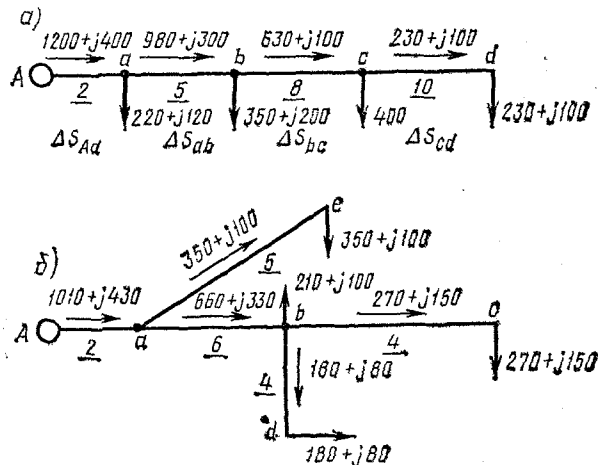 а)
1200+j400 980+j300 630+j100 230+j100
A a b c d
2 5 8 10
220+j120 350+j200 400 230+j100
ΔS_Ad ΔS_ab ΔS_bc ΔS_cd
e
350+j100
350+j100
б)
5 210+j100
1010+j430 660+j330 270+j150
A a b c
2 6 4
180+j80 270+j150
4
d
180+j80